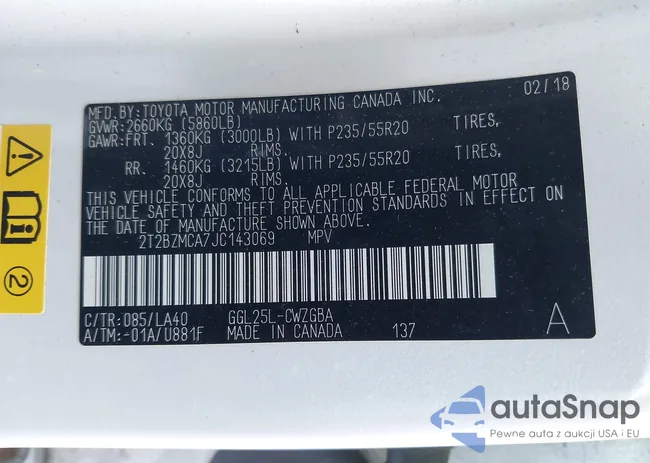 MFD.BY:TOYOTA MOTOR MANUFACTURING CANADA INC. 02/18
GVWR:2660KG (5860LB)
GAWR:FRT. 1360KG (3000LB) WITH P235/55R20 TIRES,
20X8J RIMS.
RR. 1460KG (3215LB) WITH P235/55R20 TIRES,
20X8J RIMS.
THIS VEHICLE CONFORMS TO ALL APPLICABLE FEDERAL MOTOR
VEHICLE SAFETY AND THEFT PREVENTION STANDARDS IN EFFECT ON
THE DATE OF MANUFACTURE SHOWN ABOVE.
2T2BZMCA7JC143069 MPV
C/TR:085/LA40 GGL25L-CWZGBA
A/TM:-01A/U881F MADE IN CANADA 137 A
2
autaSnap
Pewne auta z aukcji USA i EU